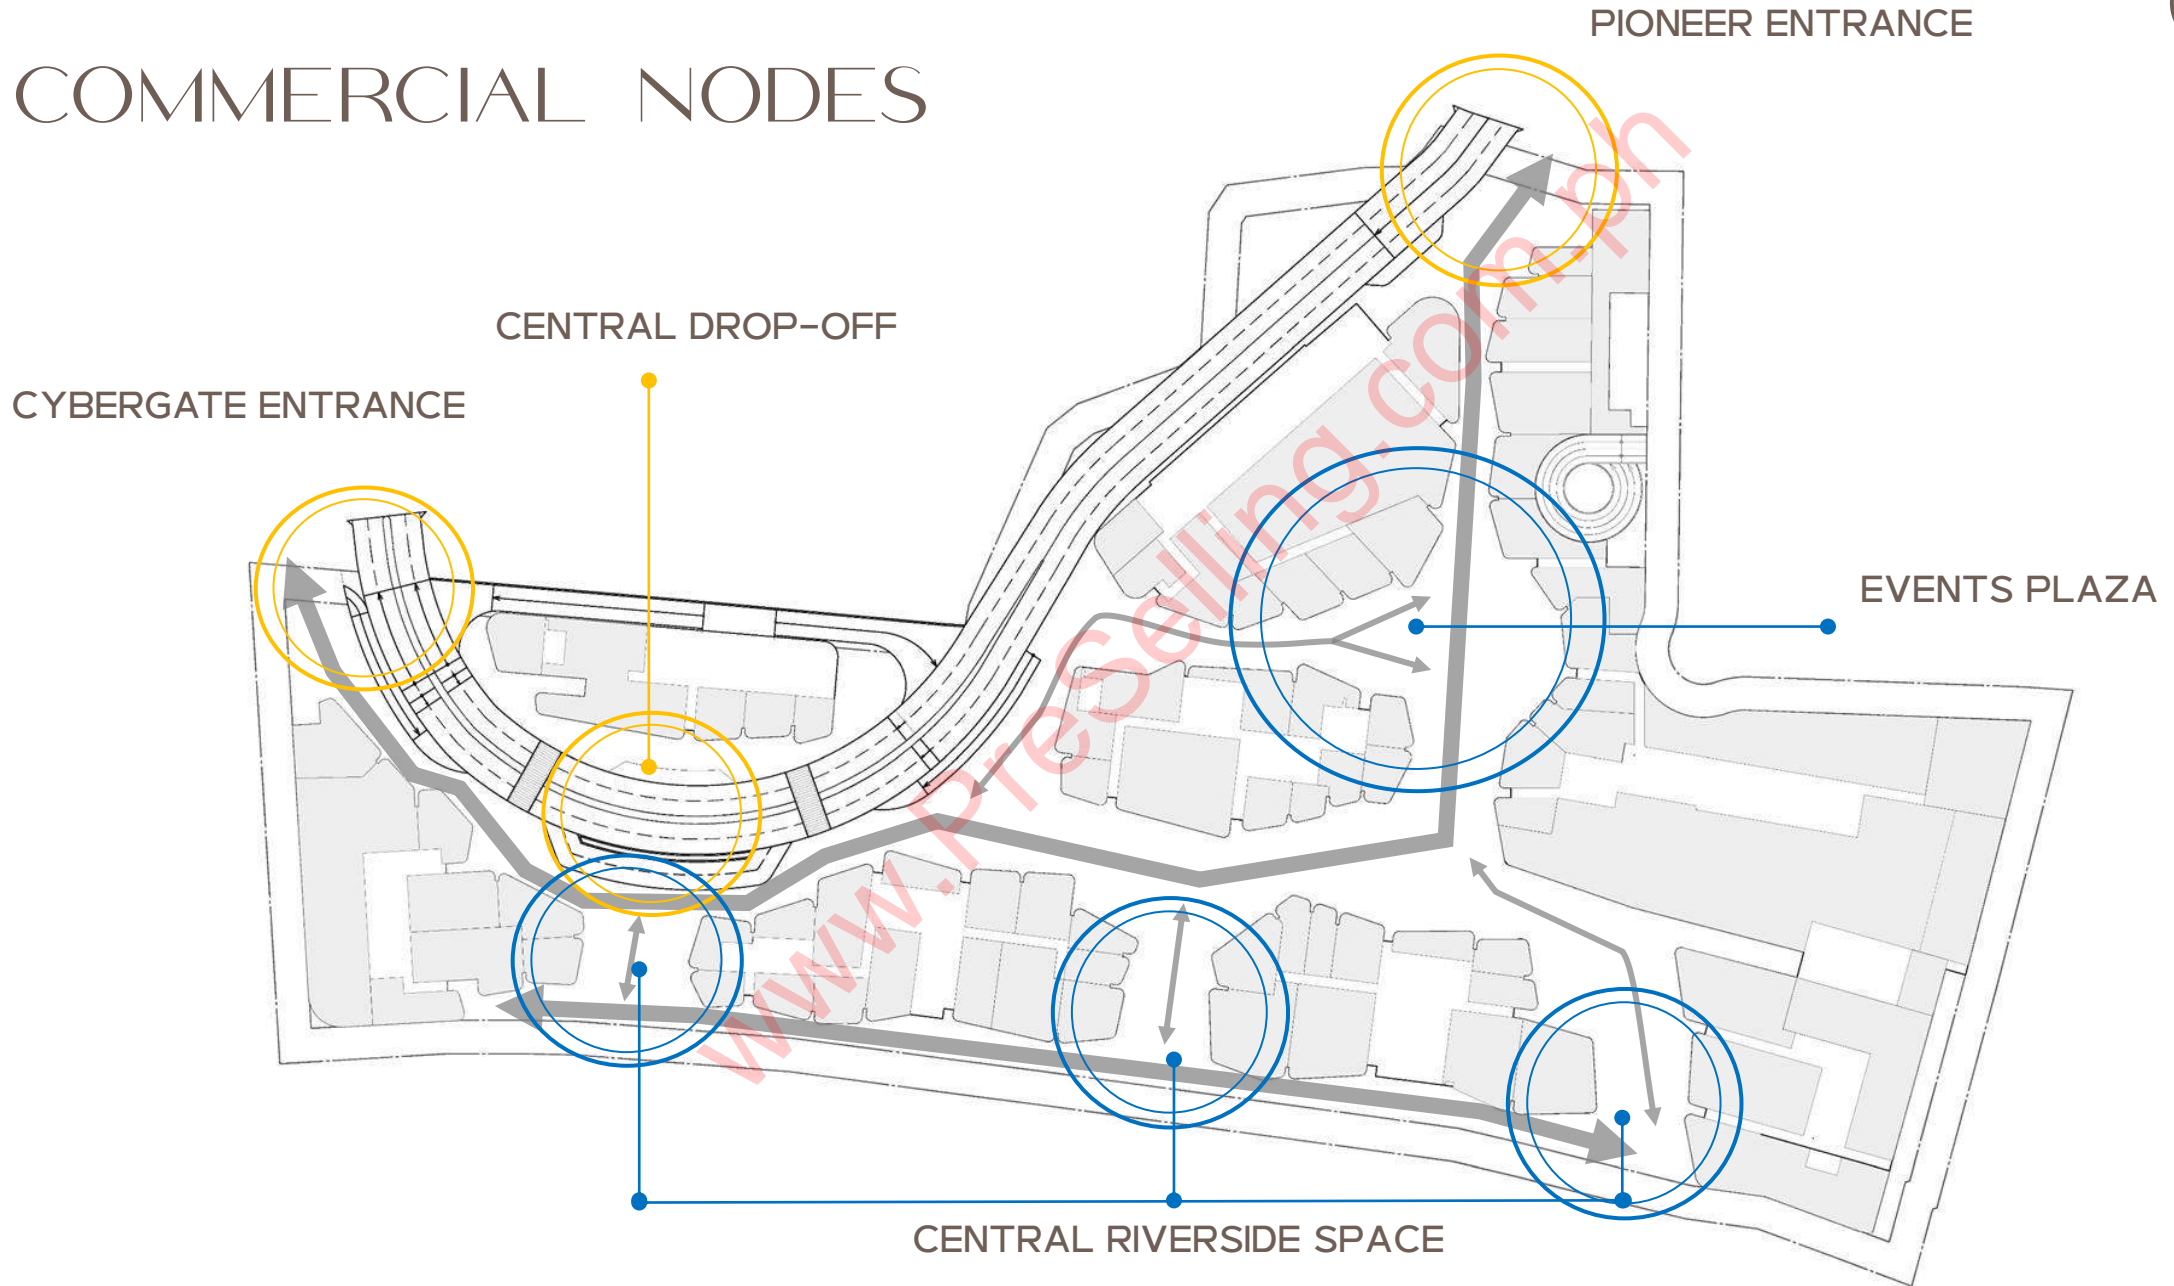 PIONEER ENTRANCE
COMMERCIAL NODES
CENTRAL DROP-OFF
CYBERGATE ENTRANCE
EVENTS PLAZA
CENTRAL RIVERSIDE SPACE
www.PreSelling.com.ph